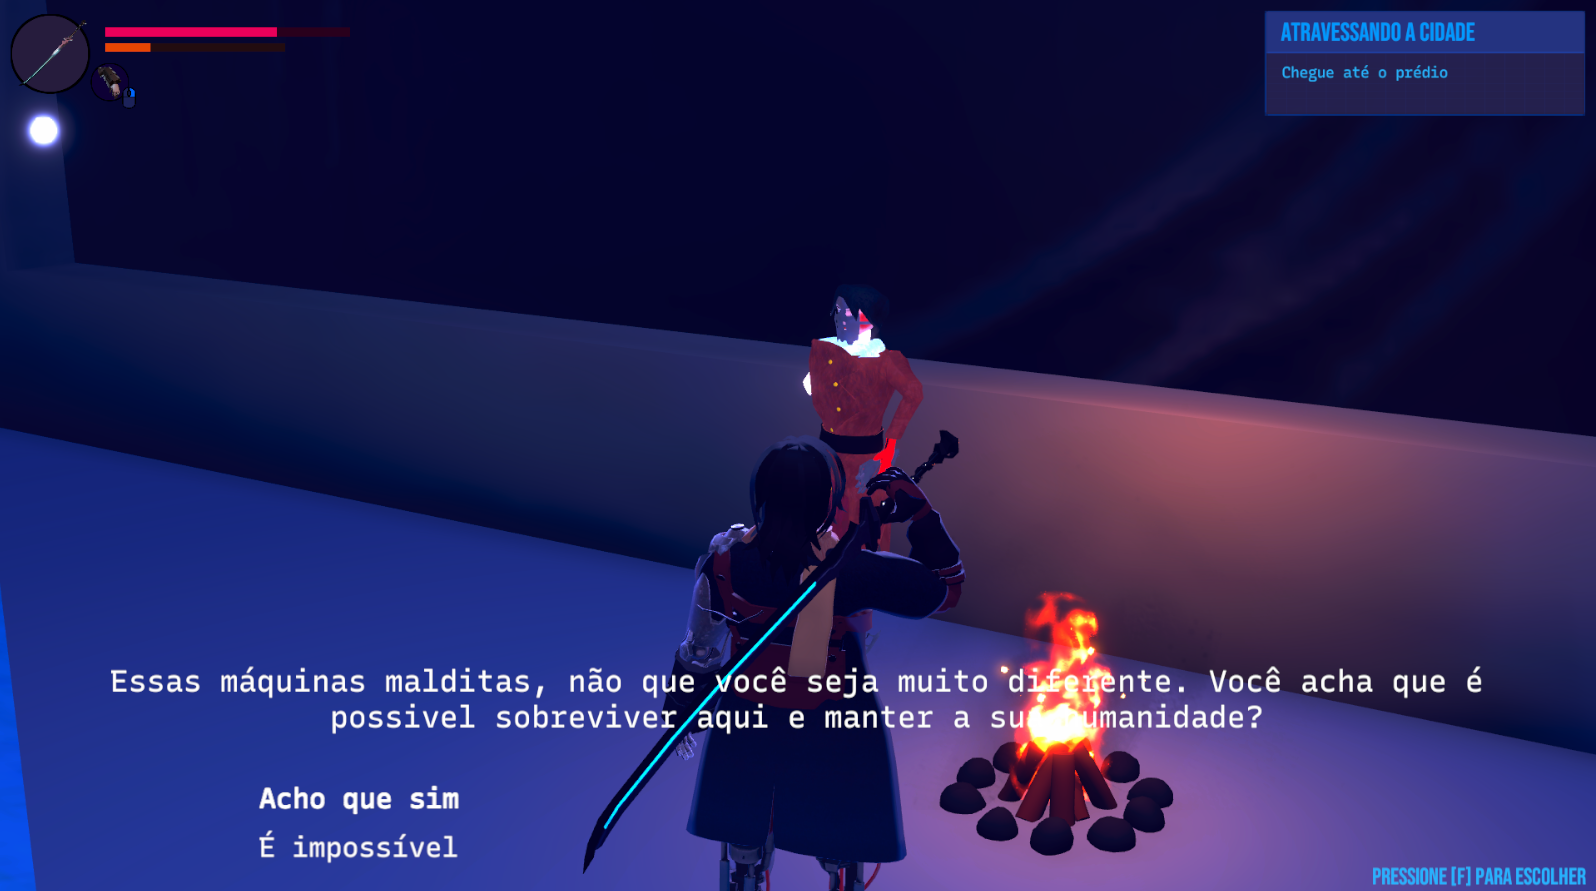 ATRAVESSANDO A CIDADE
Chegue até o prédio
Essas máquinas malditas, não que você seja muito diferente. Você acha que é
possivel sobreviver aqui e manter a sua humanidade?
Acho que sim
É impossível
PRESSIONE [F] PARA ESCOLHER